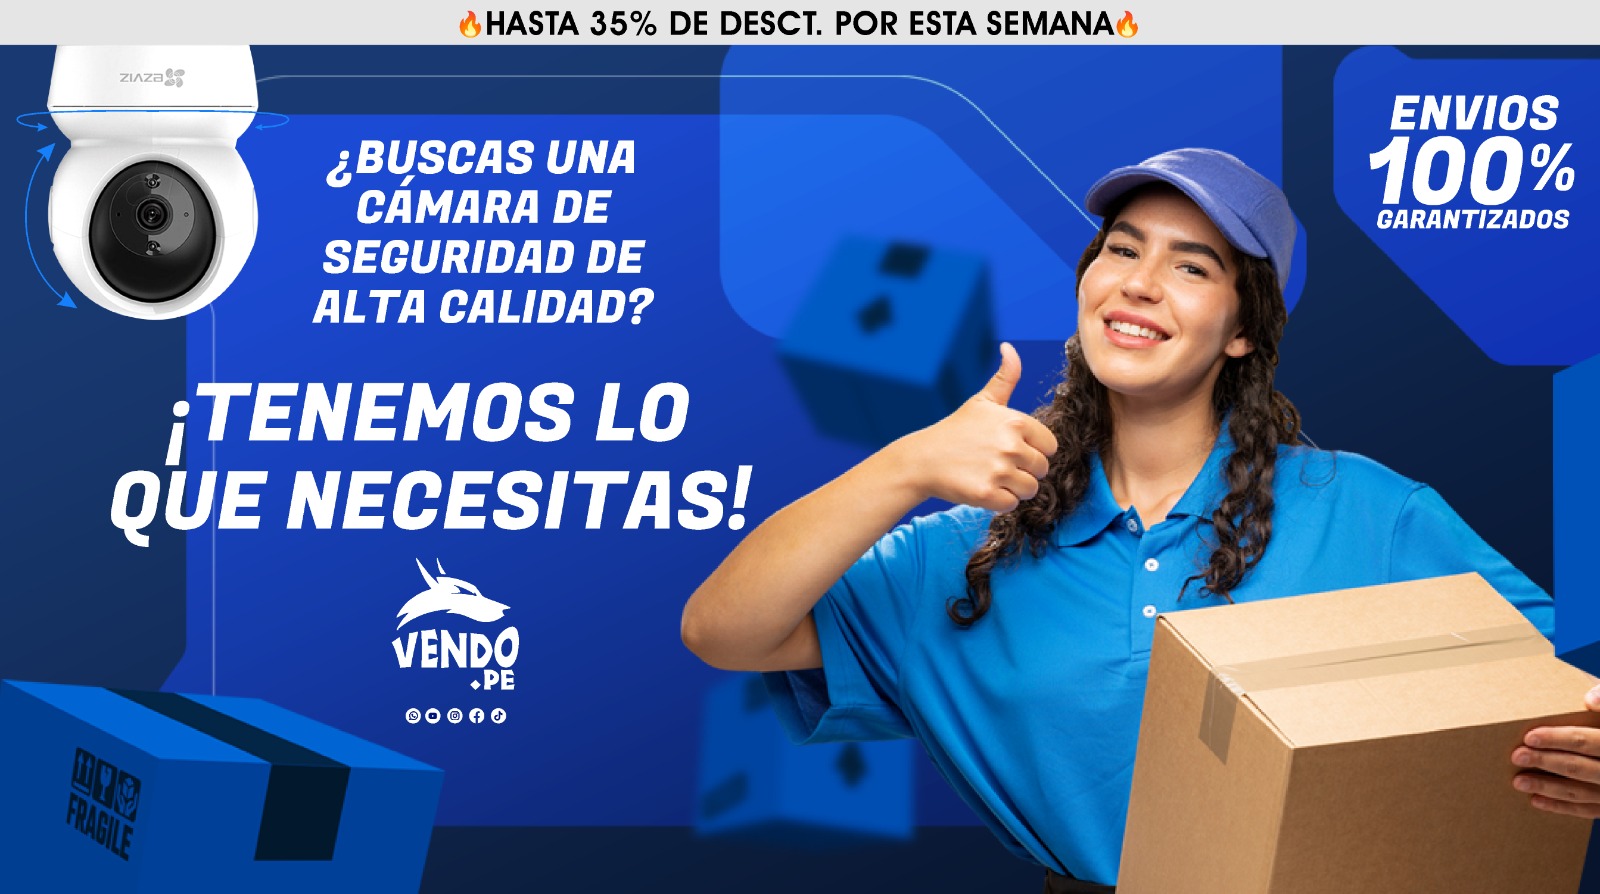 🔥HASTA 35% DE DESCT. POR ESTA SEMANA🔥
ZIAZB
¿BUSCAS UNA
CÁMARA DE
SEGURIDAD DE
ALTA CALIDAD?
ENVIOS
100%
GARANTIZADOS
¡TENEMOS LO
QUE NECESITAS!
VENDO
.PE
FRAGILE